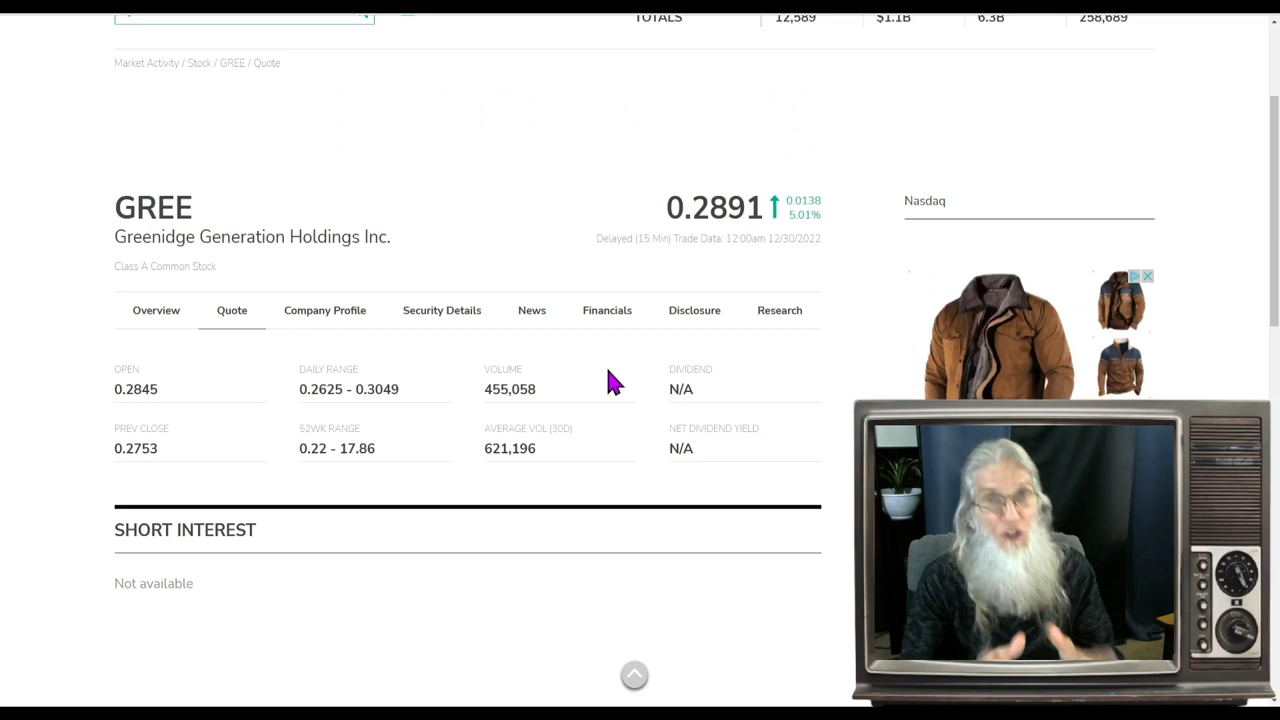 TOTALS 12,589 $1.1B 6.3B 258,689
Market Activity / Stock / GREE / Quote
GREE 0.2891 0.0138
5.01%
Greenidge Generation Holdings Inc.
Delayed (15 Min) Trade Data: 12:00am 12/30/2022
Class A Common Stock
Nasdaq
Overview Quote Company Profile Security Details News Financials Disclosure Research
OPEN DAILY RANGE VOLUME DIVIDEND
0.2845 0.2625 - 0.3049 455,058 N/A
PREV CLOSE 52WK RANGE AVERAGE VOL (30D) NET DIVIDEND YIELD
0.2753 0.22 - 17.86 621,196 N/A
SHORT INTEREST
Not available